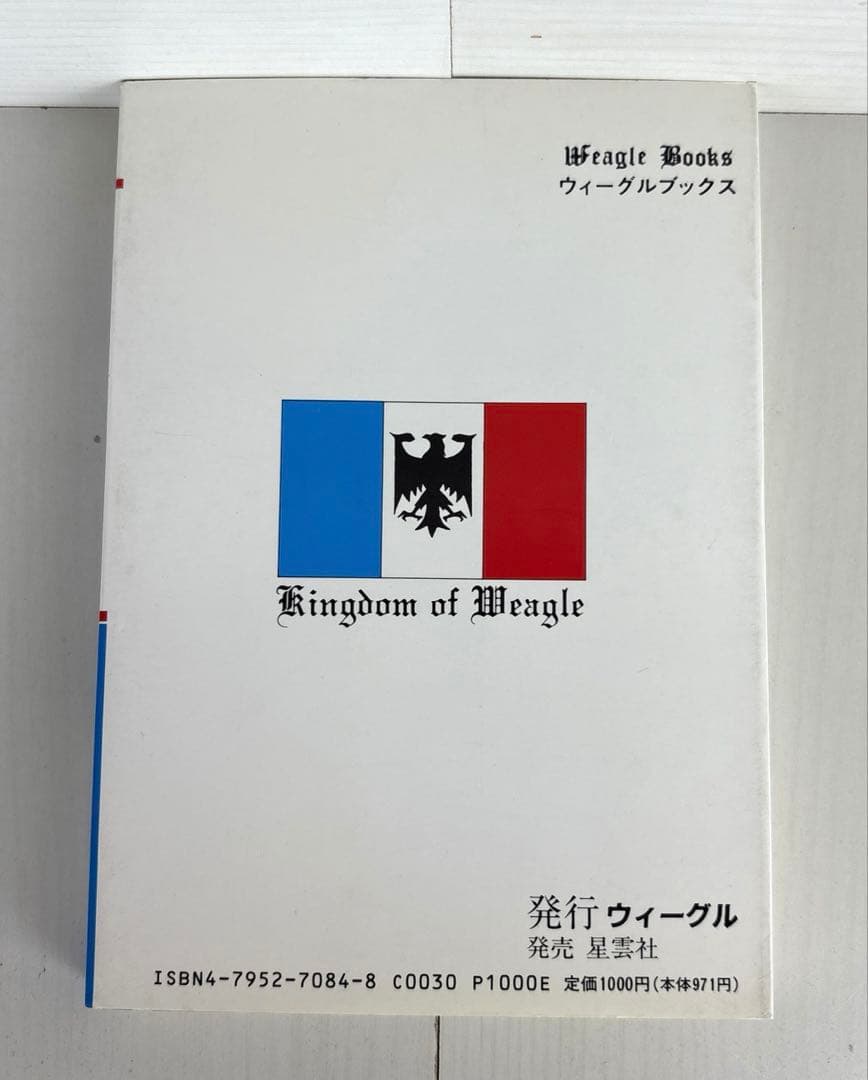 Weagle Books
ウィーグルブックス
Kingdom of Weagle
発行 ウィーグル
発売 星雲社
ISBN4-7952-7084-8 C0030 P1000E 定価1000円(本体971円)